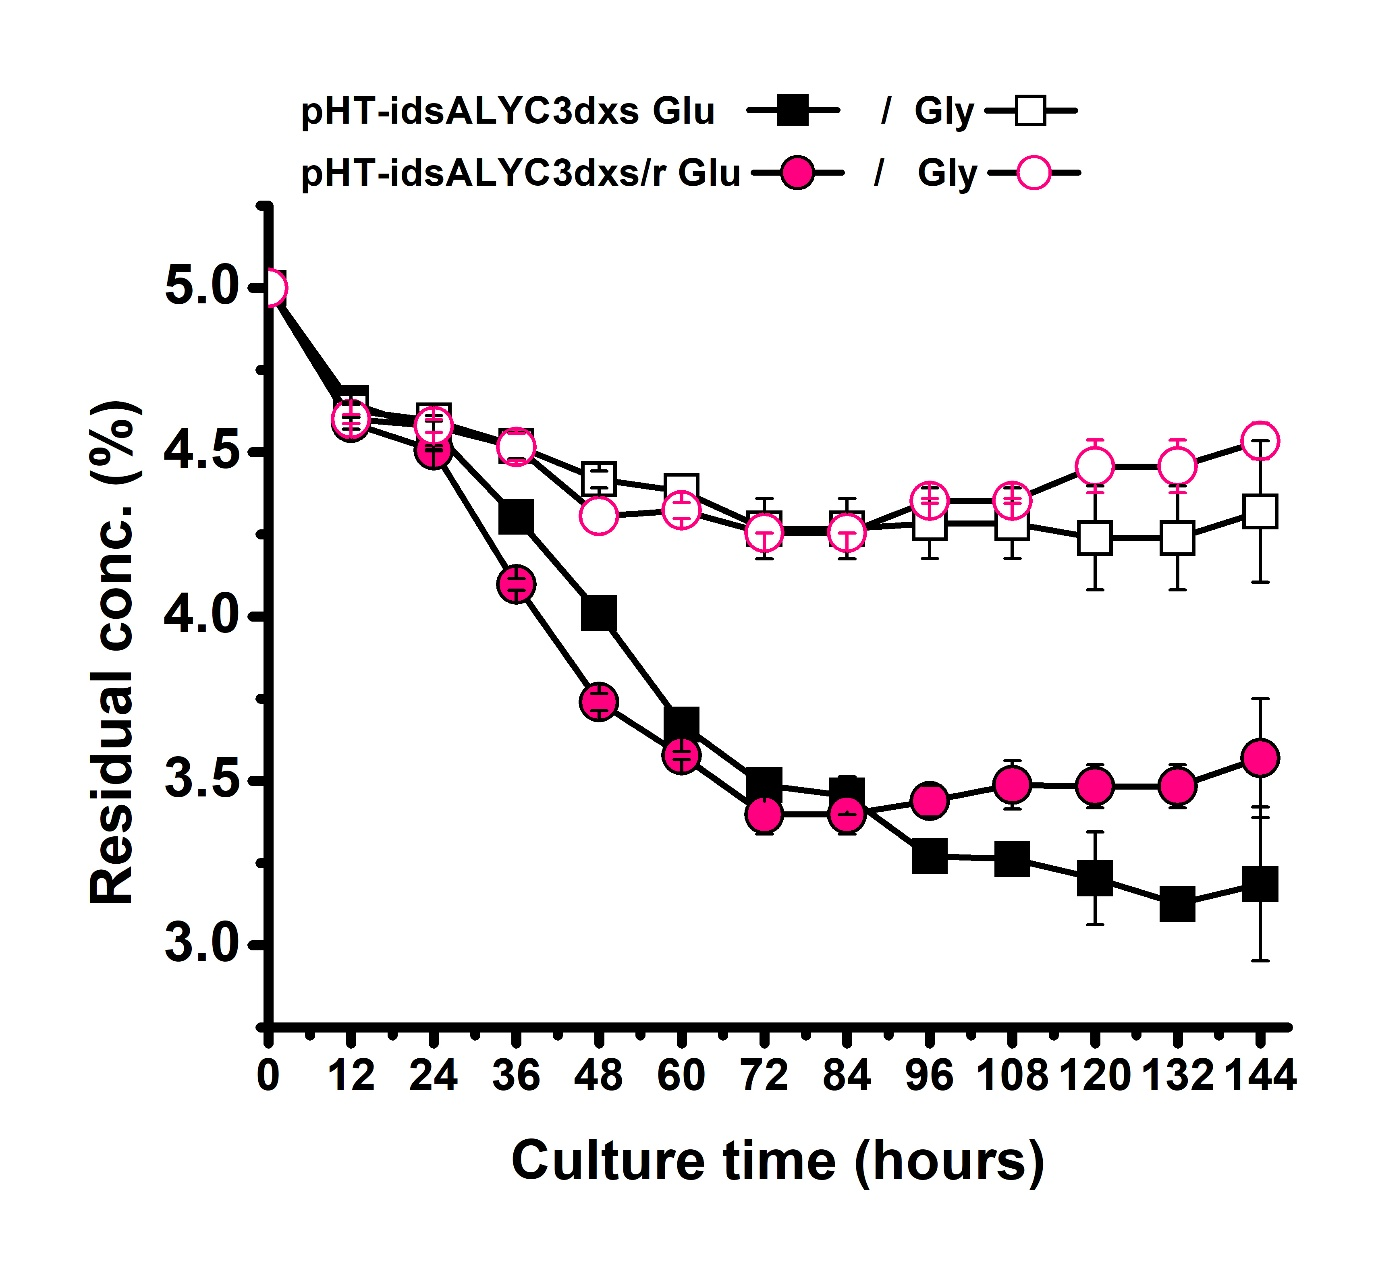 pHT-idsALYC3dxs Glu / Gly
pHT-idsALYC3dxs/r Glu / Gly
5.0
4.5
4.0
3.5
3.0
Residual conc. (%)
0 12 24 36 48 60 72 84 96 108 120 132 144
Culture time (hours)